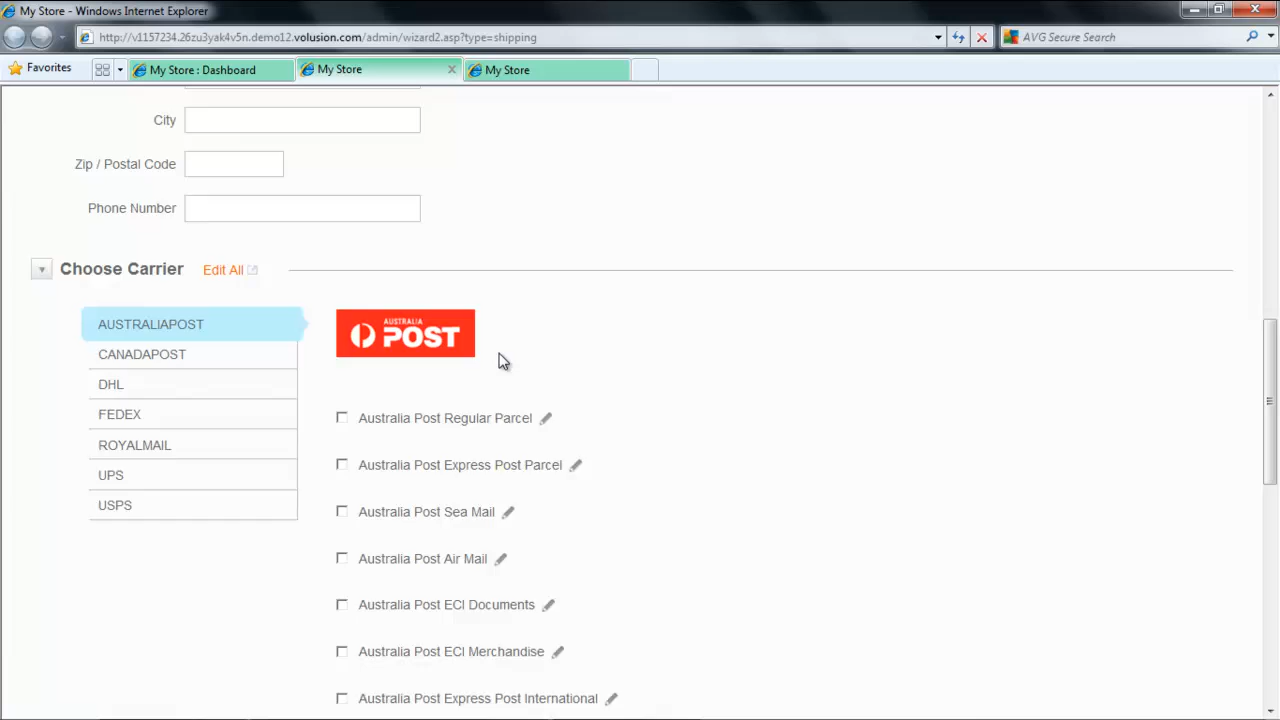 My Store - Windows Internet Explorer
http://v1157234.26zu3yak4v5n.demo12.volusion.com/admin/wizard2.asp?type=shipping
AVG Secure Search
Favorites
My Store : Dashboard
My Store
My Store
City
Zip / Postal Code
Phone Number
Choose Carrier Edit All
AUSTRALIAPOST
CANADAPOST
DHL
FEDEX
ROYALMAIL
UPS
USPS
AUSTRALIA
POST
Australia Post Regular Parcel
Australia Post Express Post Parcel
Australia Post Sea Mail
Australia Post Air Mail
Australia Post ECI Documents
Australia Post ECI Merchandise
Australia Post Express Post International